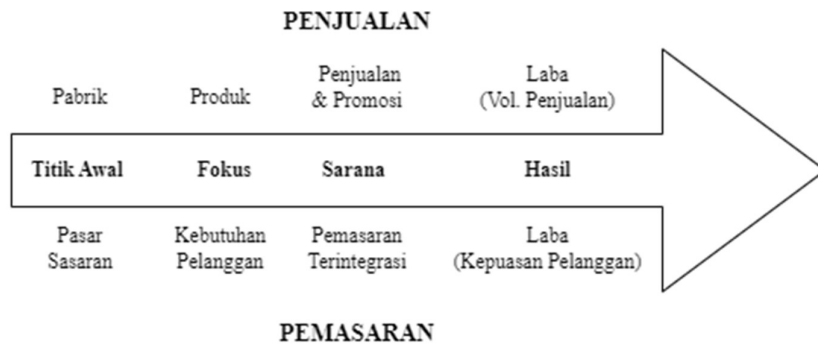 PENJUALAN
Pabrik Produk Penjualan & Promosi Laba (Vol. Penjualan)
Titik Awal Fokus Sarana Hasil
Pasar Sasaran Kebutuhan Pelanggan Pemasaran Terintegrasi Laba (Kepuasan Pelanggan)
PEMASARAN